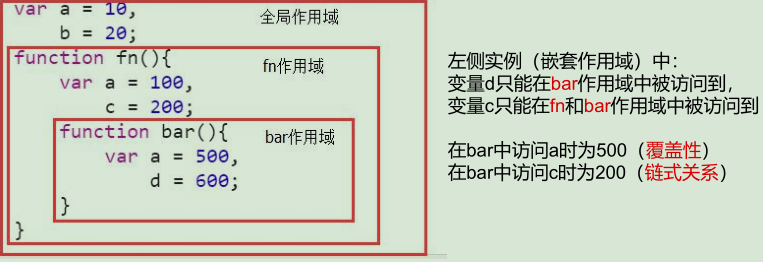 var a = 10,
b = 20;
全局作用域
function fn(){
fn作用域
var a = 100,
c = 200;
function bar(){
bar作用域
var a = 500,
d = 600;
}
}
左侧实例（嵌套作用域）中：
变量d只能在bar作用域中被访问到，
变量c只能在fn和bar作用域中被访问到
在bar中访问a时为500（覆盖性）
在bar中访问c时为200（链式关系）